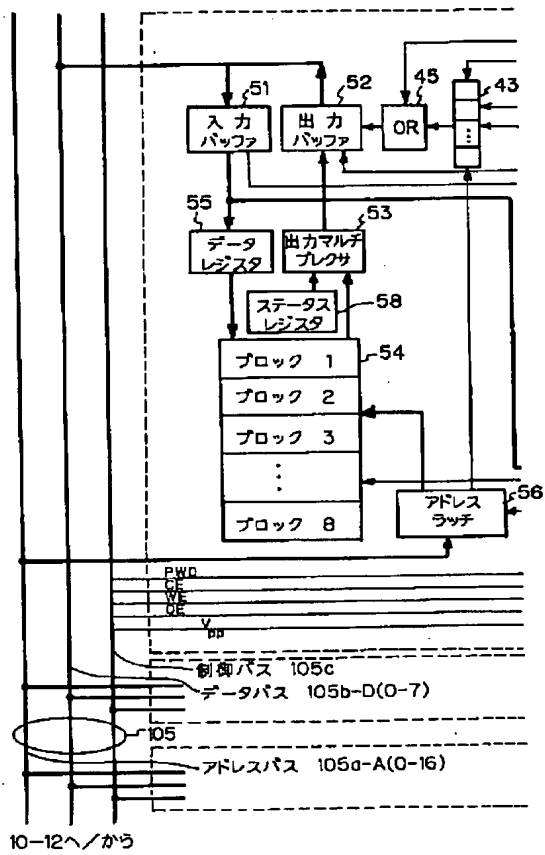 51
52
45
43
入力
バッファ
出力
バッファ
OR
55
データ
レジスタ
53
出力マルチ
プレクサ
ステータス
レジスタ
58
ブロック 1
54
ブロック 2
ブロック 3
ブロック 8
アドレス
ラッチ
56
PWD
CE
WE
OE
Vpp
制御バス 105c
データバス 105b-D(0-7)
105
アドレスバス 105a-A(0-16)
10-12へ/から